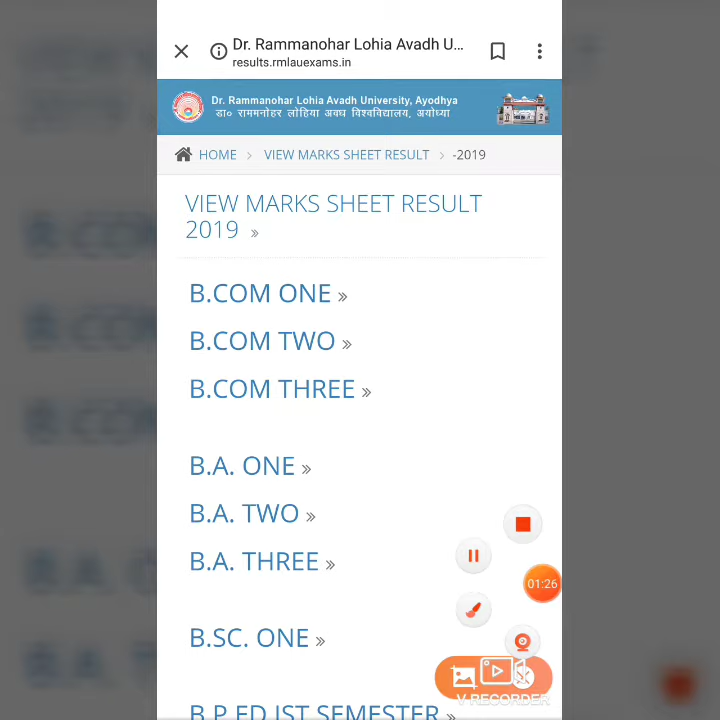 Dr. Rammanohar Lohia Avadh U...
results.rmlauexams.in
Dr. Rammanohar Lohia Avadh University, Ayodhya
डा० राममनोहर लोहिया अवध विश्वविद्यालय, अयोध्या
HOME > VIEW MARKS SHEET RESULT > -2019
VIEW MARKS SHEET RESULT
2019 »
B.COM ONE »
B.COM TWO »
B.COM THREE »
B.A. ONE »
B.A. TWO »
B.A. THREE »
01:26
B.SC. ONE »
V RECORDER
B.P.ED IST SEMESTER »